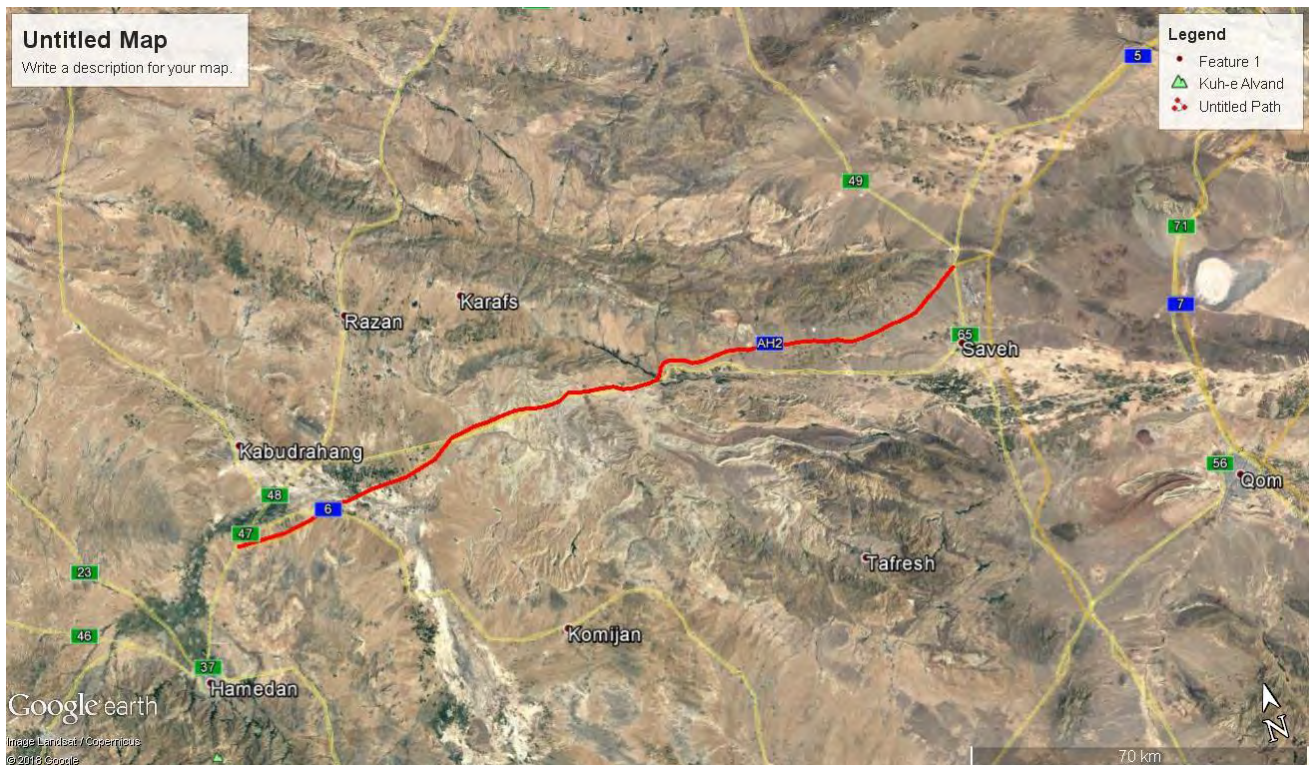 Untitled Map
Write a description for your map.
Legend
Feature 1
Kuh-e Alvand
Untitled Path
5
49
71
7
Karafs
Razan
AH2
65
Saveh
Kabudrahang
56
Qom
48
6
47
Tafresh
23
46
Komijan
37
Hamedan
Google earth
Image Landsat / Copernicus
© 2018 Google
N
70 km